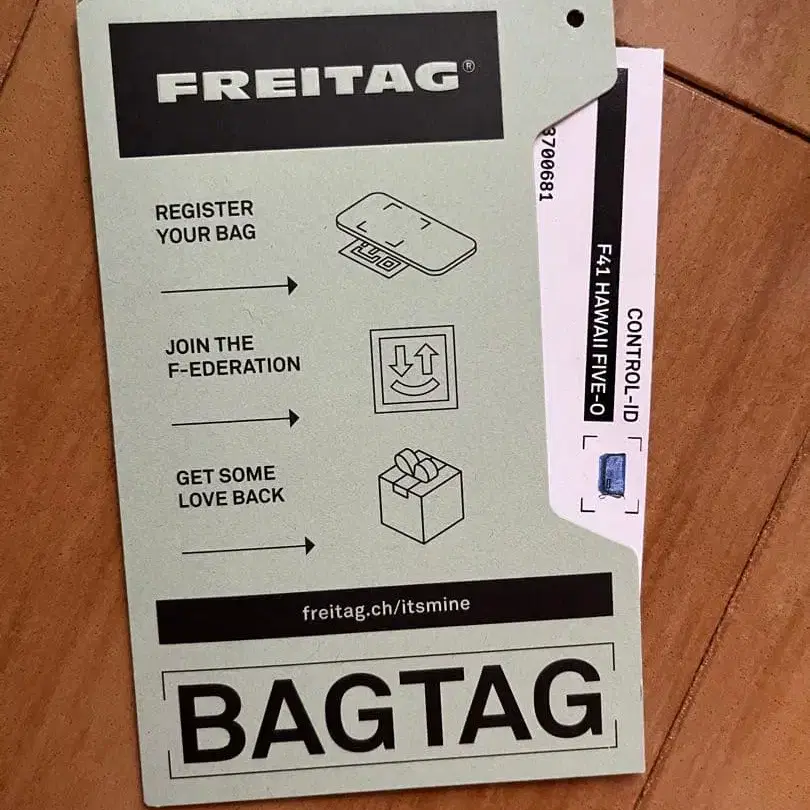 FREITAG®
REGISTER
YOUR BAG
JOIN THE
F-EDERATION
GET SOME
LOVE BACK
freitag.ch/itsmine
BAGTAG
3700681
F41 HAWAII FIVE-0
CONTROL-ID